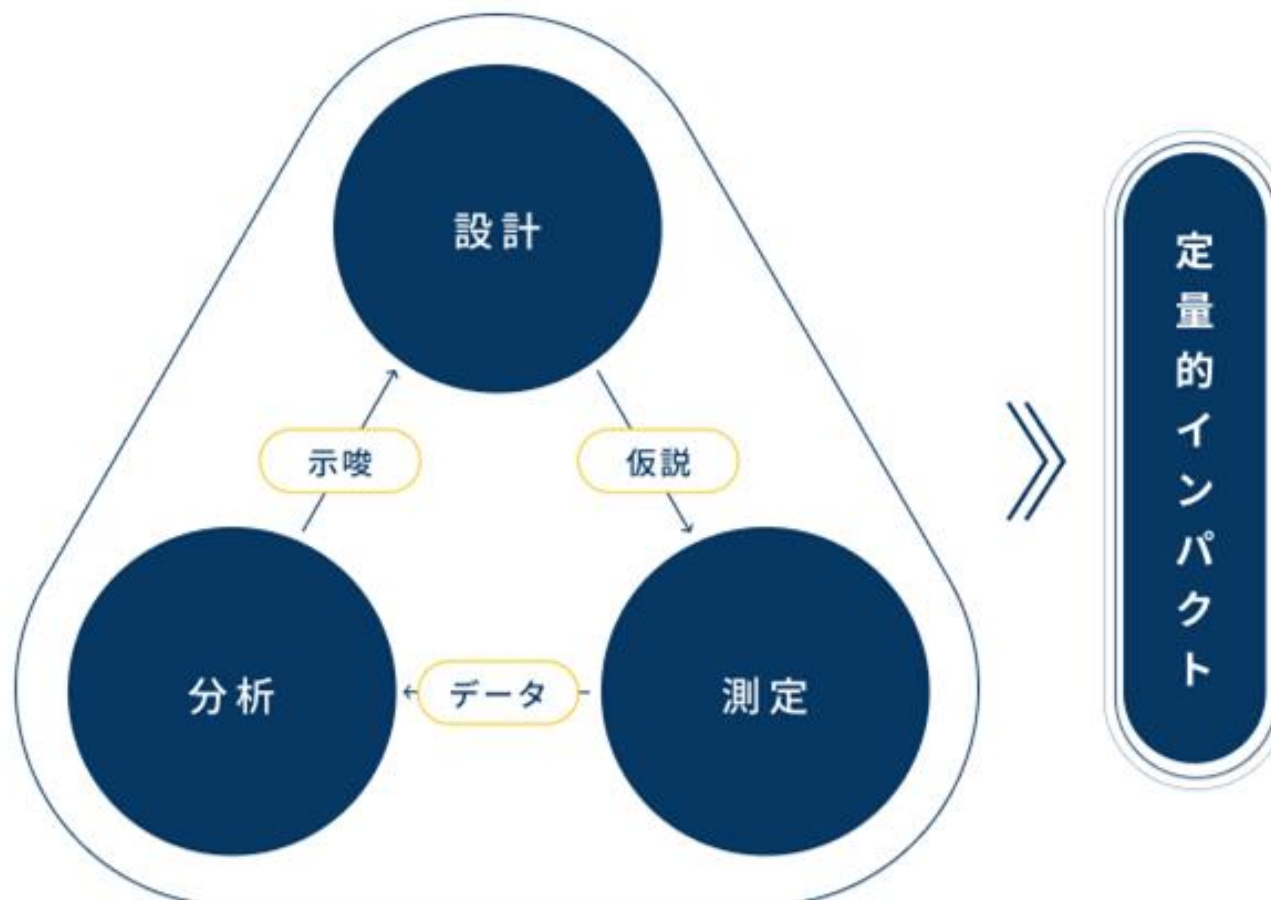 設計
示唆
仮説
分析
データ
測定
定量的インパクト